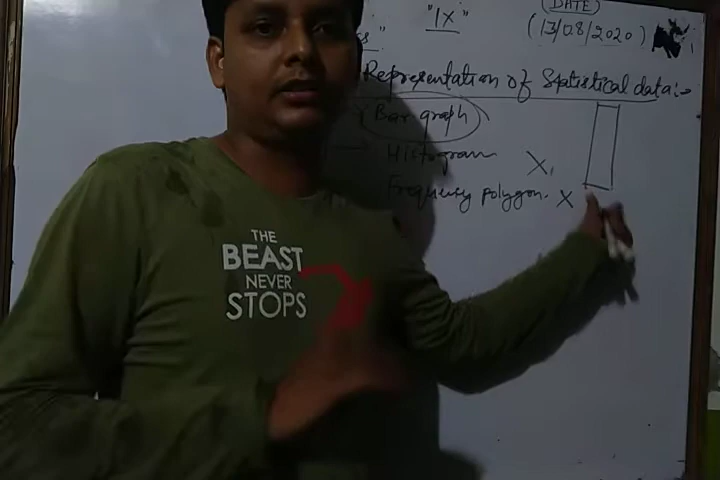 "IX"
(DATE)
(13/08/2020)
Representation of Statistical data:-
Bar graph
Histogram X,
Frequency polygon. X
THE
BEAST
NEVER
STOPS